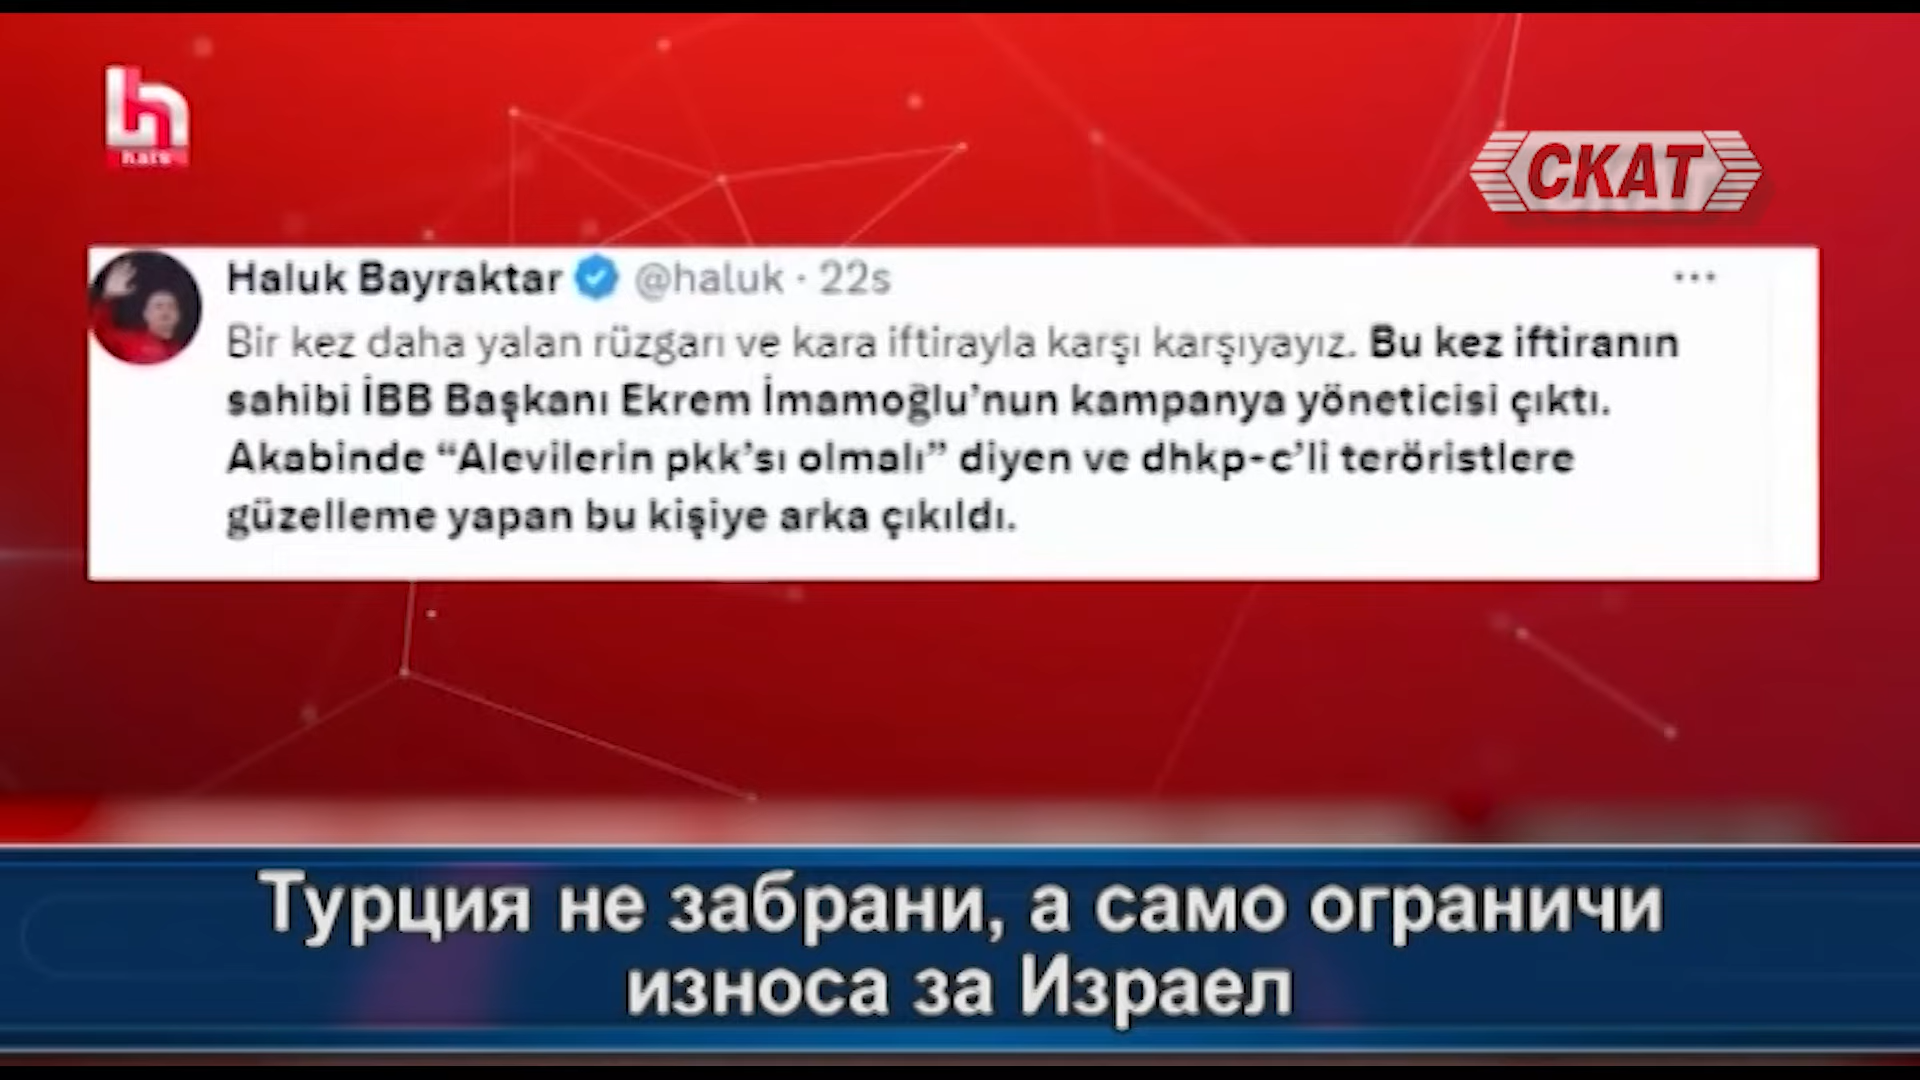 h
halk
СКАТ
Haluk Bayraktar @haluk · 22s
Bir kez daha yalan rüzgarı ve kara iftirayla karşı karşıyayız. Bu kez iftiranın
sahibi İBB Başkanı Ekrem İmamoğlu’nun kampanya yöneticisi çıktı.
Akabinde “Alevilerin pkk’sı olmalı” diyen ve dhkp-c’li teröristlere
güzelleme yapan bu kişiye arka çıkıldı.
Турция не забрани, а само ограничи
износа за Израел